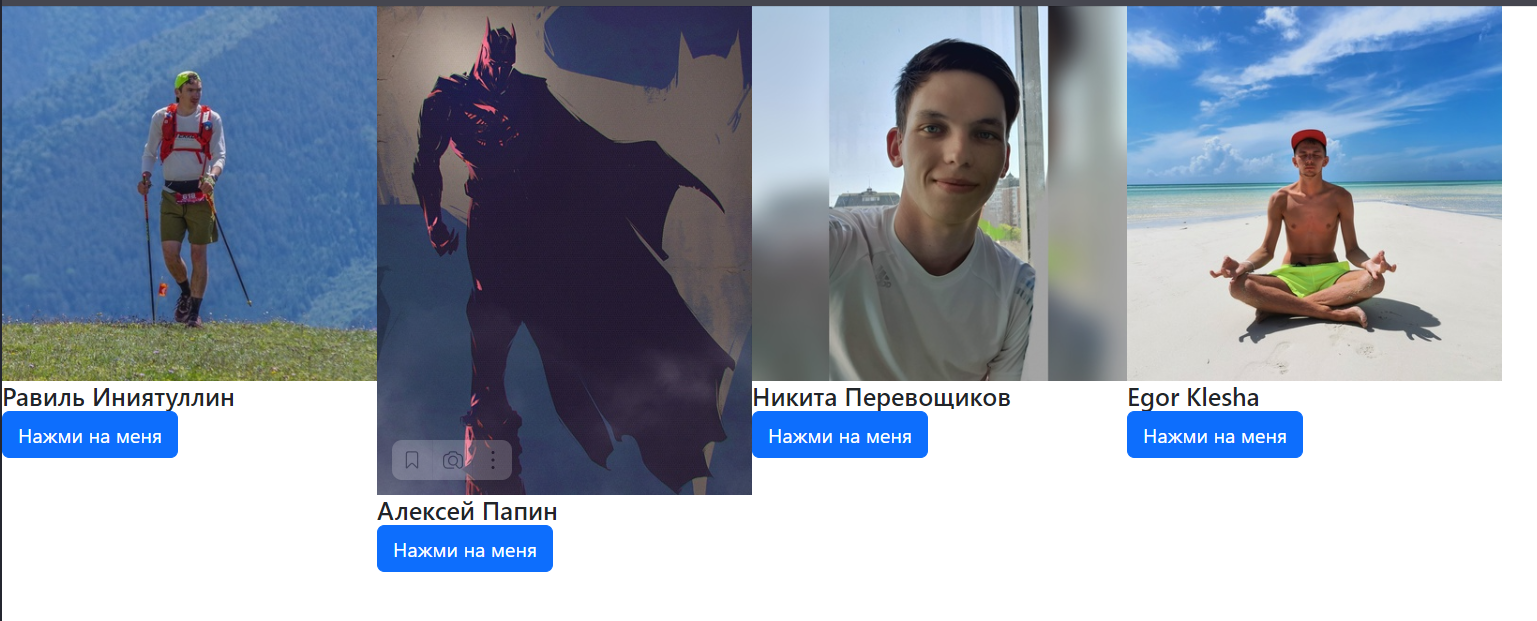 Равиль Иниятуллин
Нажми на меня
Алексей Папин
Нажми на меня
Никита Перевощиков
Нажми на меня
Egor Klesha
Нажми на меня